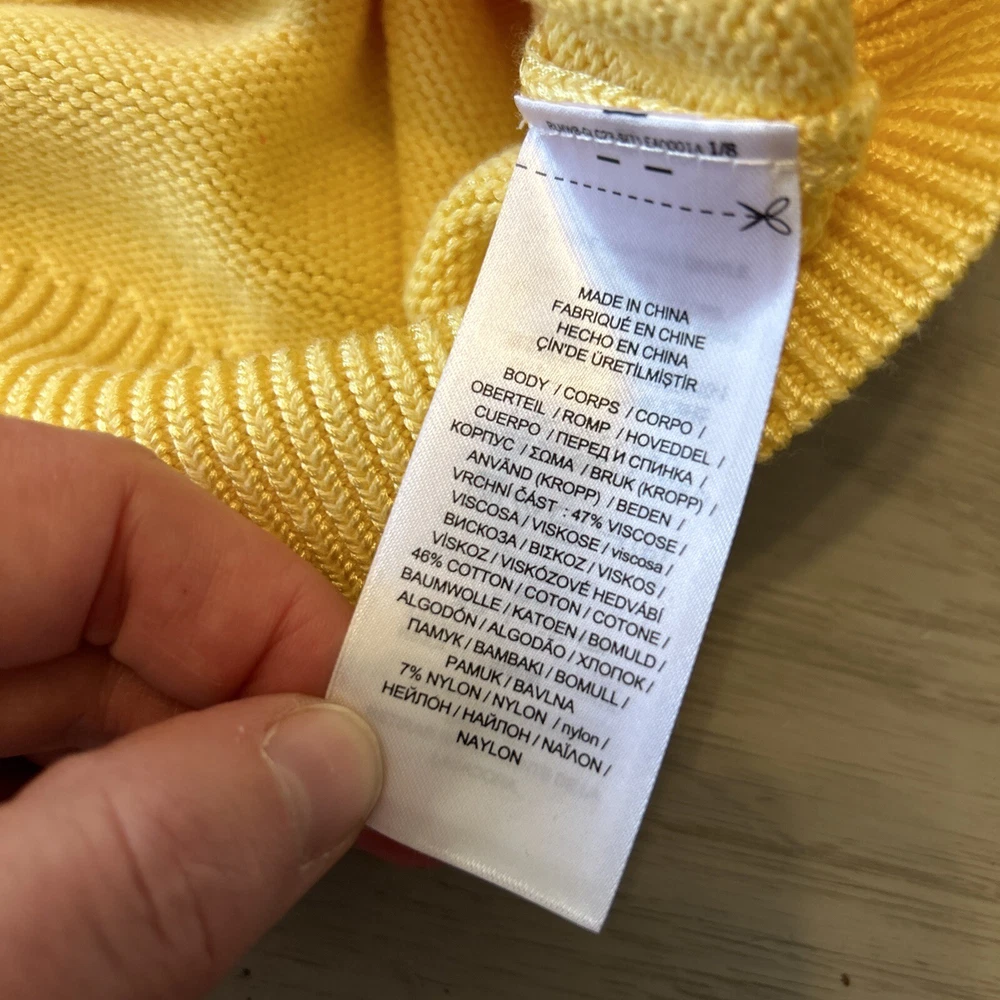 1/8
MADE IN CHINA
FABRIQUÉ EN CHINE
HECHO EN CHINA
ÇİN'DE ÜRETİLMİŞTİR
BODY / CORPS / CORPO /
OBERTEIL / ROMP / HOVEDDEL /
CUERPO / ПЕРЕД И СПИНКА /
КОРПУС / ΣΩΜΑ / BRUK (KROPP) /
ANVÄND (KROPP) / BEDEN /
VRCHNÍ ČÁST : 47% VISCOSE /
VISCOSA / VISKOSE / viscosa /
ВИСКОЗА / ΒΙΣΚΟΖ / VISKOS /
VİSKOZ / VISKÓZOVÉ HEDVÁBÍ
46% COTTON / COTON / COTONE /
BAUMWOLLE / KATOEN / BOMULD /
ALGODÓN / ALGODÃO / ХЛОПОК /
ПАМУК / ΒΑΜΒΑΚΙ / BOMULL /
PAMUK / BAVLNA
7% NYLON / NYLON / nylon /
НЕЙЛОН / НАЙЛОН / ΝΑΪΛΟΝ /
NAYLON